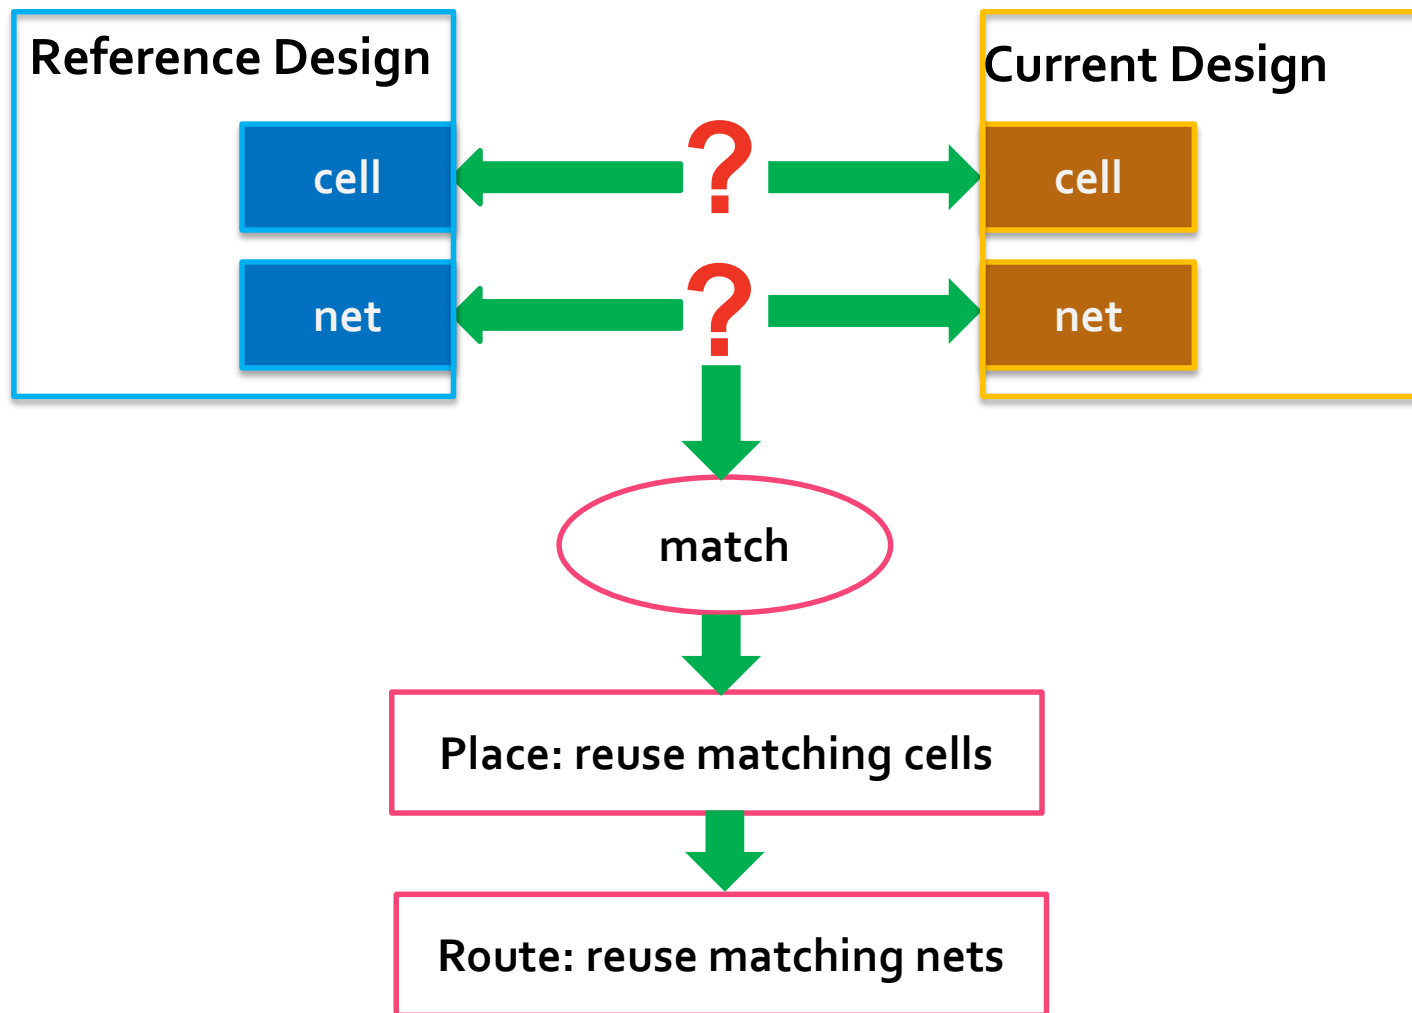 Reference Design
Current Design
cell
?
cell
net
?
net
match
Place: reuse matching cells
Route: reuse matching nets